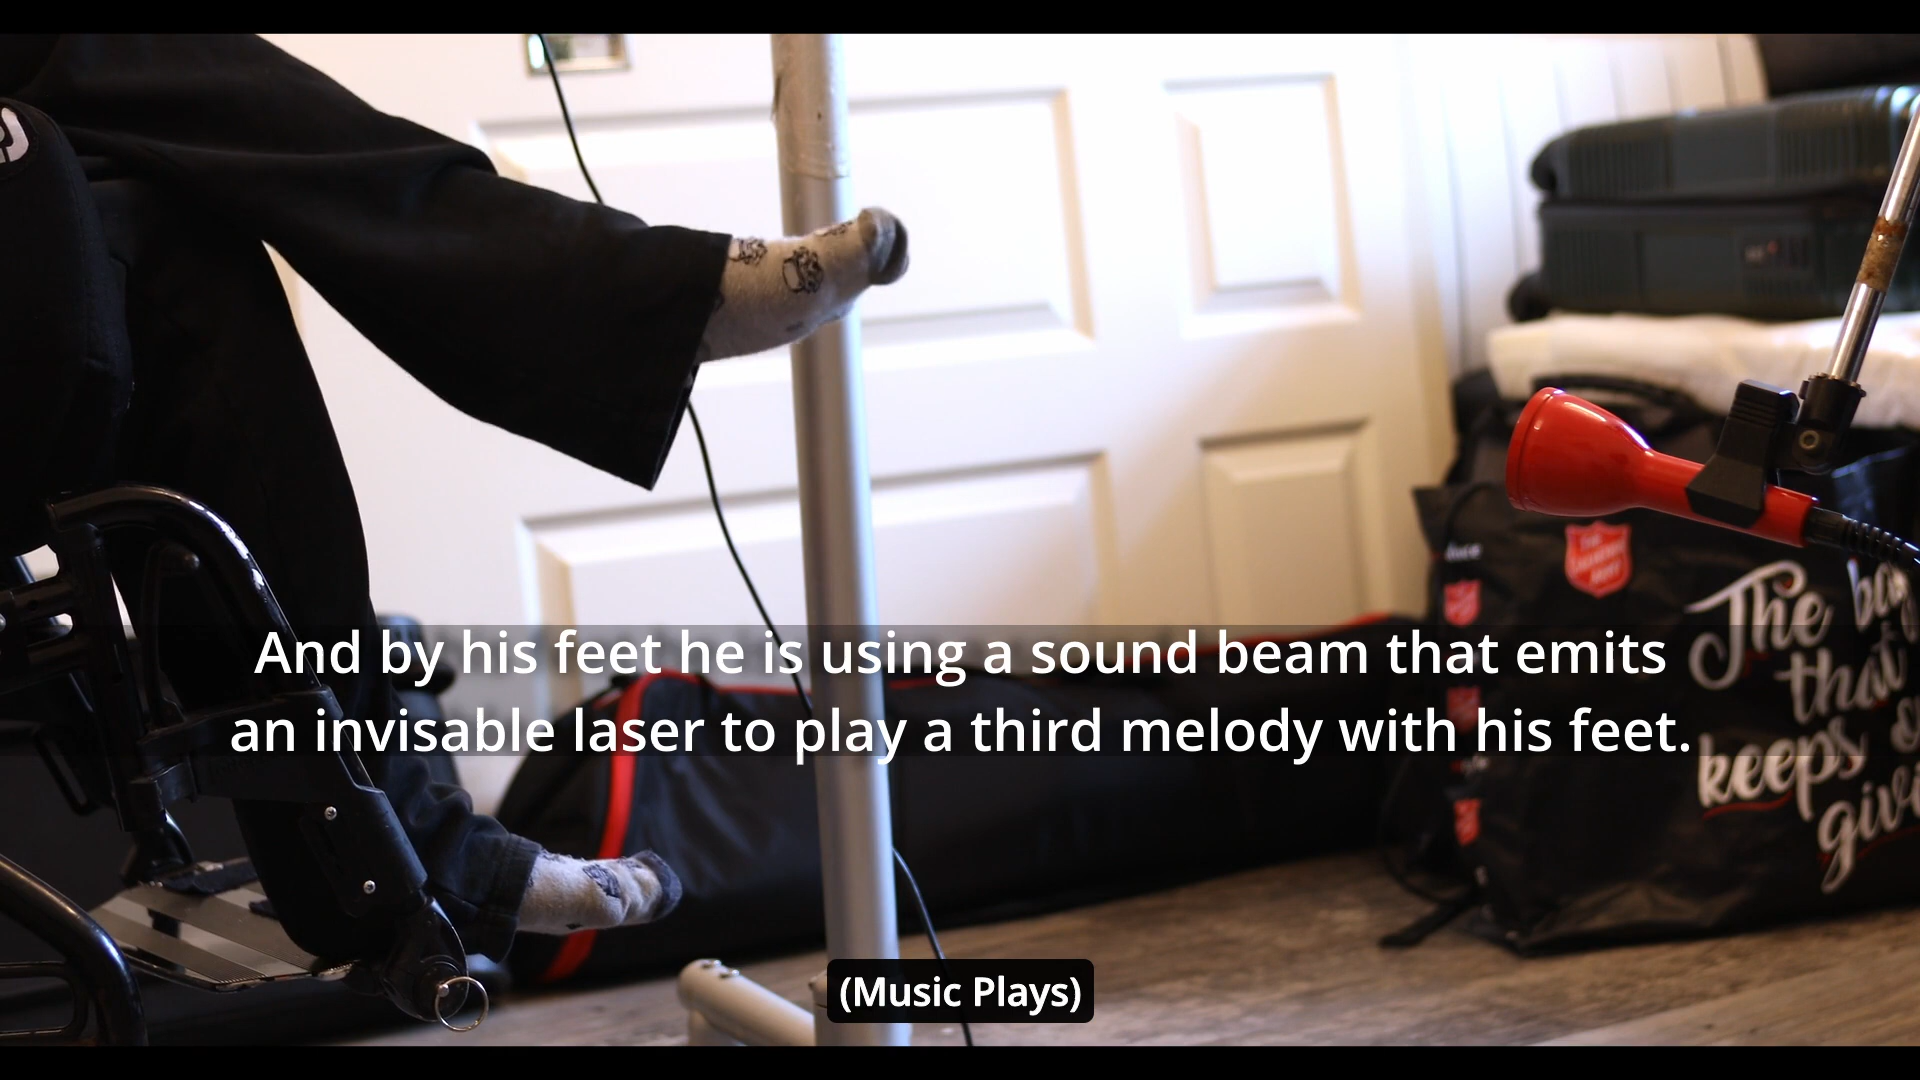 And by his feet he is using a sound beam that emits
an invisable laser to play a third melody with his feet.
The
that
keeps
(Music Plays)